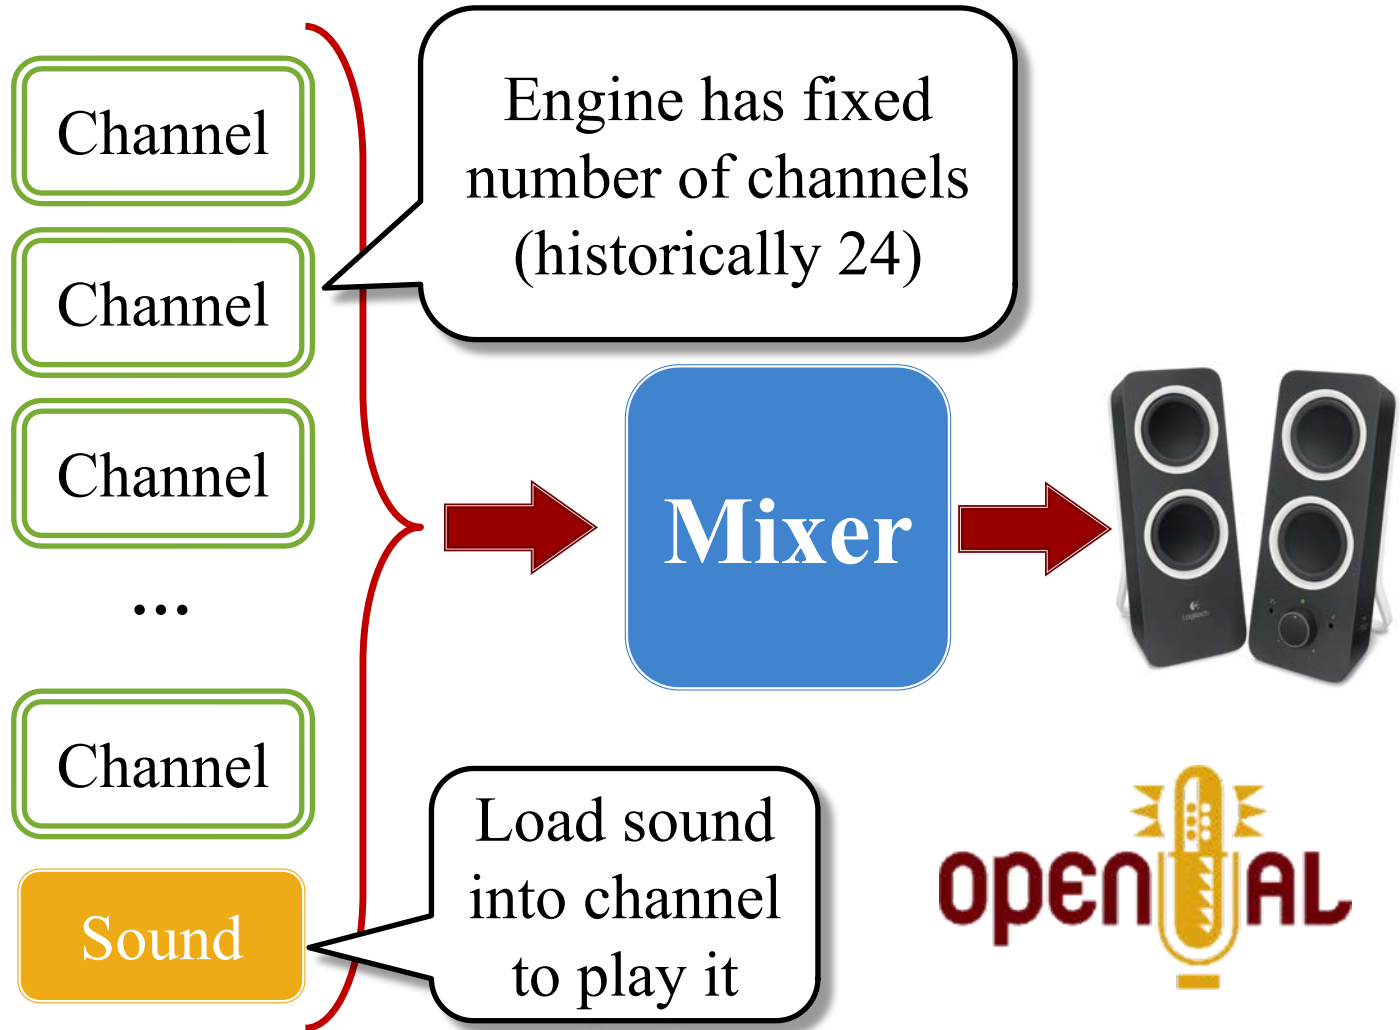 Channel
Engine has fixed
number of channels
(historically 24)
Channel
Channel
...
Channel
Sound
Load sound
into channel
to play it
Mixer
Logitech
OPENAL